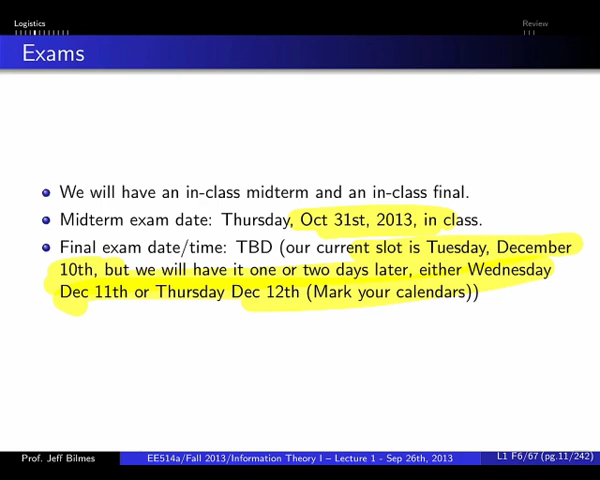 Logistics
Review
Exams
We will have an in-class midterm and an in-class final.
Midterm exam date: Thursday, Oct 31st, 2013, in class.
Final exam date/time: TBD (our current slot is Tuesday, December
10th, but we will have it one or two days later, either Wednesday
Dec 11th or Thursday Dec 12th (Mark your calendars))
Prof. Jeff Bilmes
EE514a/Fall 2013/Information Theory I – Lecture 1 - Sep 26th, 2013
L1 F6/67 (pg.11/242)